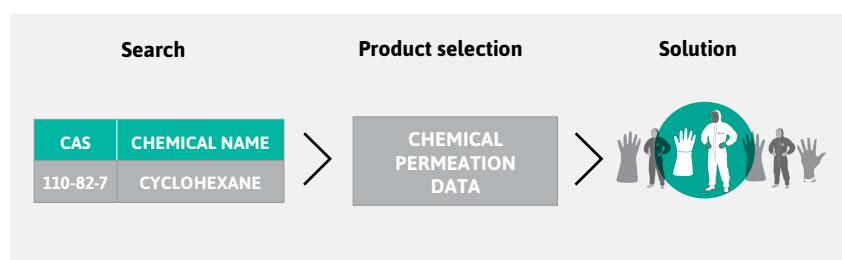 Search
Product selection
Solution
CAS
CHEMICAL NAME
110-82-7
CYCLOHEXANE
CHEMICAL
PERMEATION
DATA